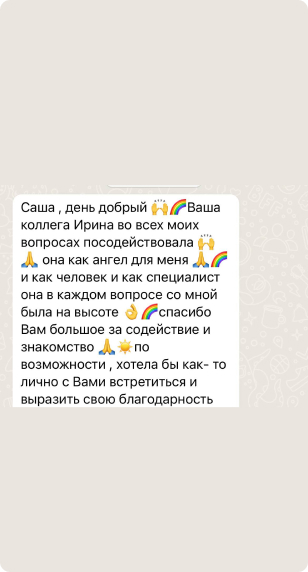 Саша , день добрый 🙌🌈Ваша
коллега Ирина во всех моих
вопросах посодействовала 🙌
🙏 она как ангел для меня 🙏🌈
и как человек и как специалист
она в каждом вопросе со мной
была на высоте 👌🌈спасибо
Вам большое за содействие и
знакомство 🙏☀️по
возможности , хотела бы как- то
лично с Вами встретиться и
выразить свою благодарность